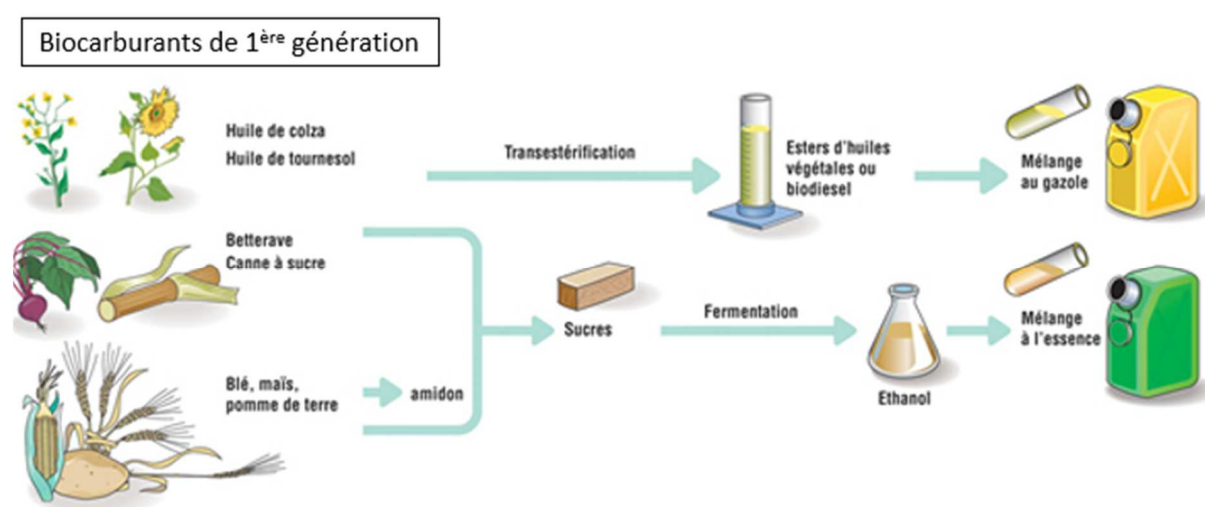 Biocarburants de 1ère génération
Huile de colza
Huile de tournesol
Transestérification
Esters d'huiles
végétales ou
biodiesel
Mélange
au gazole
Betterave
Canne à sucre
Sucres
Fermentation
Ethanol
Mélange
à l'essence
Blé, maïs,
pomme de terre
amidon